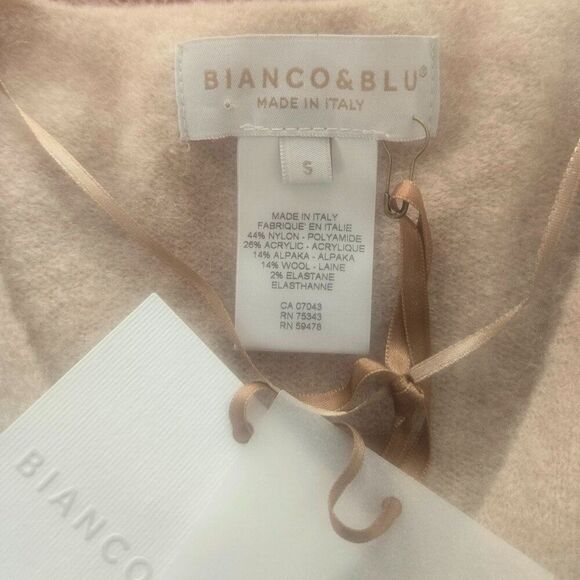 BIANCO&BLU®
MADE IN ITALY
S
MADE IN ITALY
FABRIQUE' EN ITALIE
44% NYLON - POLYAMIDE
26% ACRYLIC - ACRYLIQUE
14% ALPAKA - ALPAKA
14% WOOL - LAINE
2% ELASTANE
ELASTHANNE
CA 07043
RN 75343
RN 59478
BIANCO